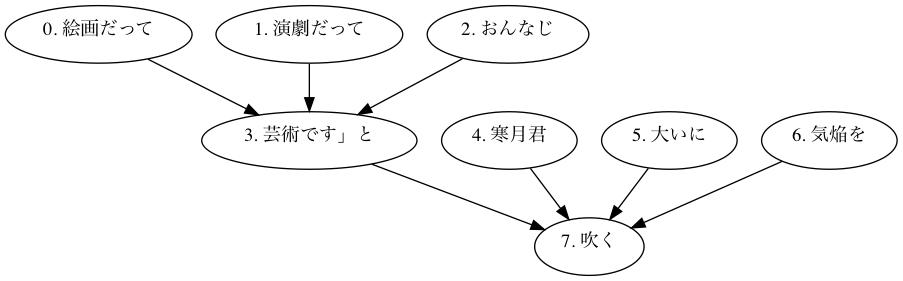 0. 絵画だって
1. 演劇だって
2. おんなじ
3. 芸術です」と
4. 寒月君
5. 大いに
6. 気焔を
7. 吹く